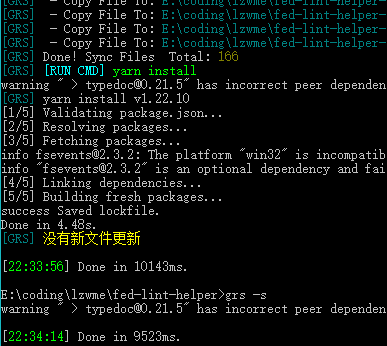 [GRS]  - Copy File To: E:\coding\lzwme\fed-lint-helper-
[GRS]  - Copy File To: E:\coding\lzwme\fed-lint-helper-
[GRS]  - Copy File To: E:\coding\lzwme\fed-lint-helper-
[GRS]  - Copy File To: E:\coding\lzwme\fed-lint-helper-
[GRS] Done! Sync Files  Total: 166
[GRS] [RUN CMD] yarn install
warning " > typedoc@0.21.5" has incorrect peer dependen
[GRS] yarn install v1.22.10
[1/5] Validating package.json...
[2/5] Resolving packages...
[3/5] Fetching packages...
info fsevents@2.3.2: The platform "win32" is incompatib
info "fsevents@2.3.2" is an optional dependency and fai
[4/5] Linking dependencies...
[5/5] Building fresh packages...
success Saved lockfile.
Done in 4.48s.
[GRS] 没有新文件更新
[22:33:56] Done in 10143ms.
E:\coding\lzwme\fed-lint-helper>grs -s
warning " > typedoc@0.21.5" has incorrect peer dependen
[22:34:14] Done in 9523ms.